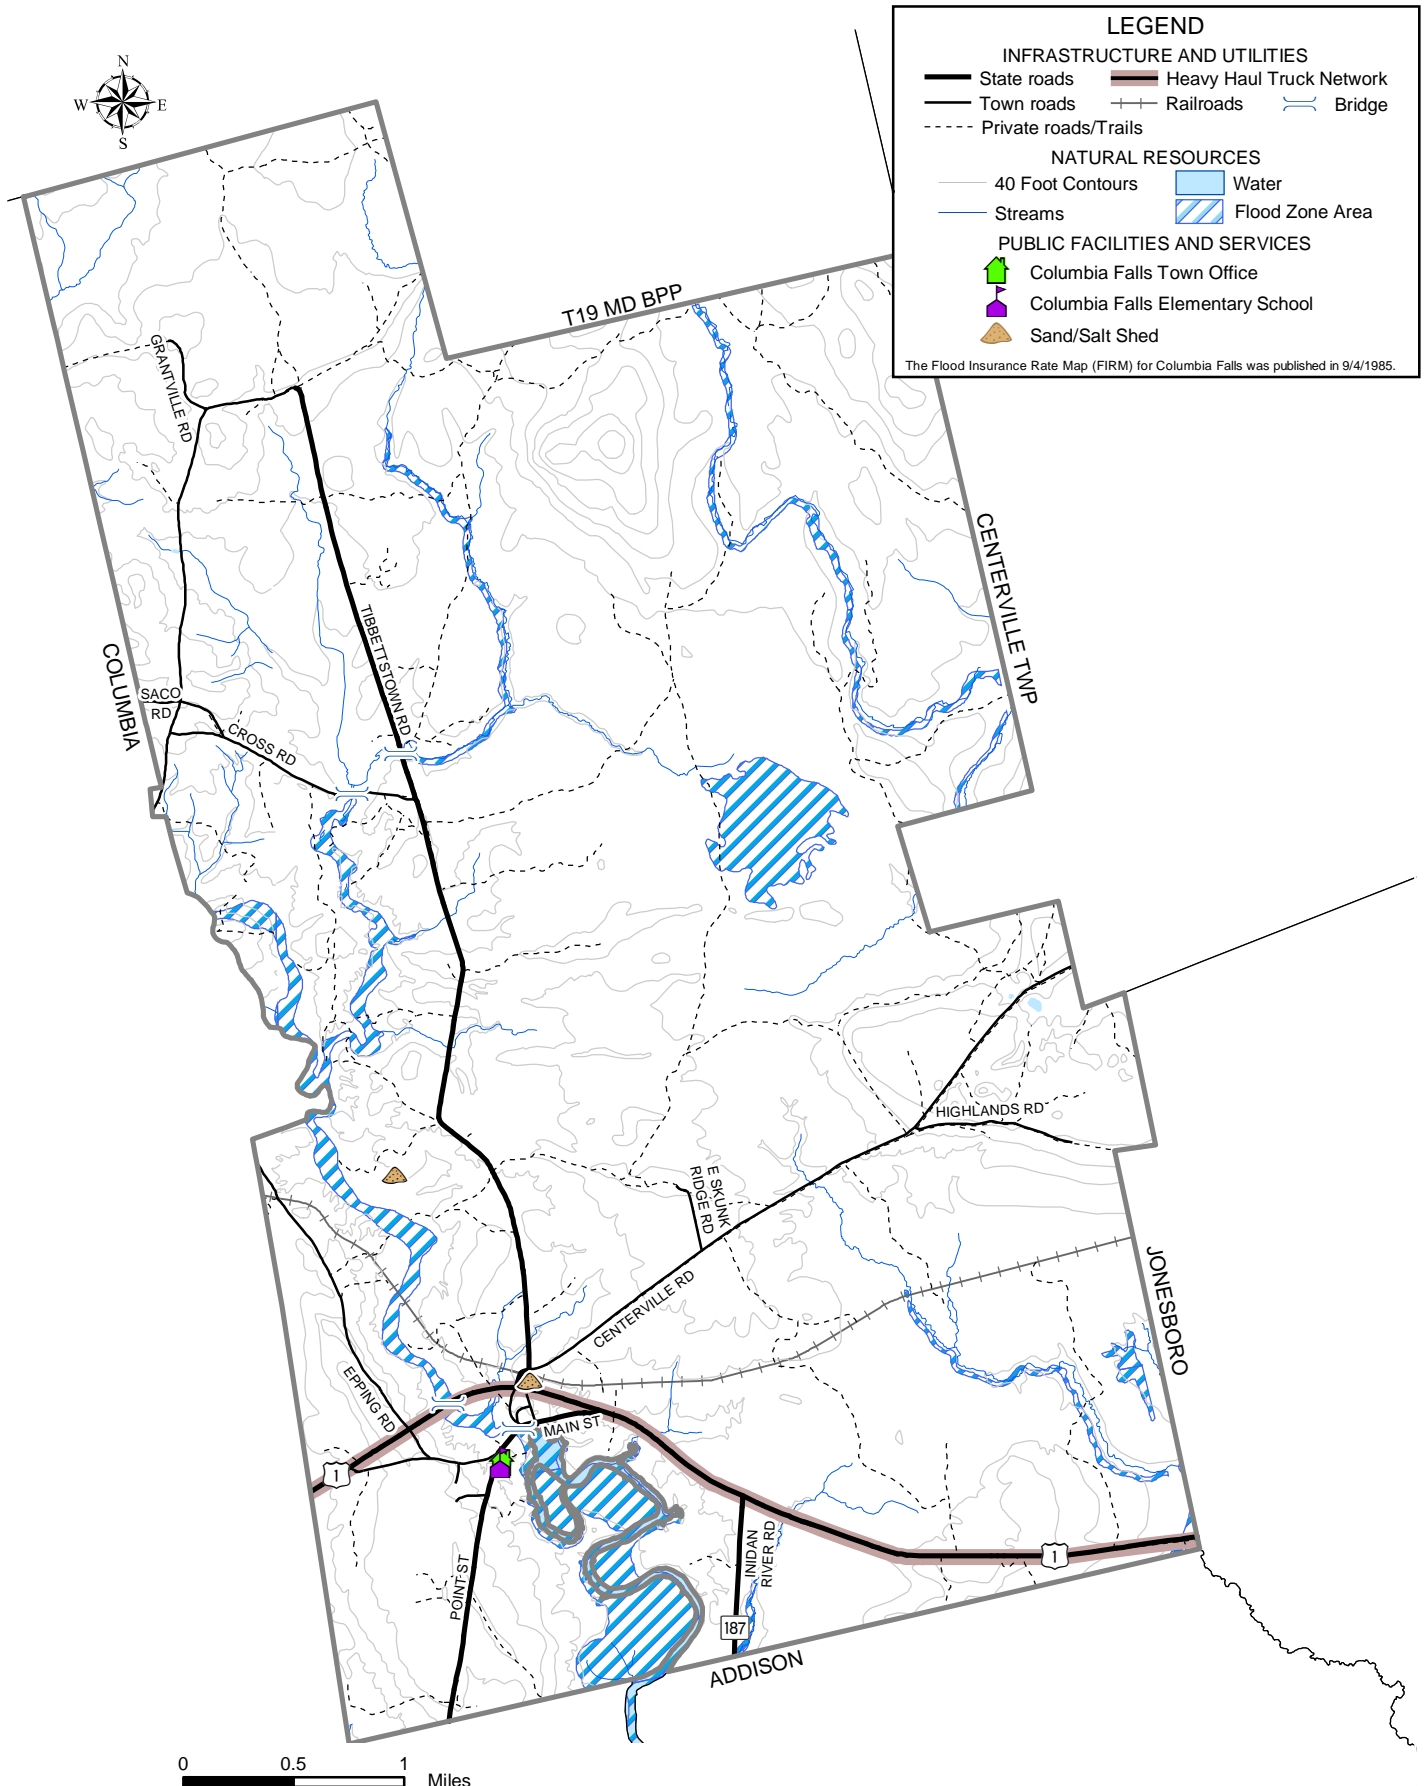 LEGEND
INFRASTRUCTURE AND UTILITIES
State roads
Heavy Haul Truck Network
Town roads
Railroads
Bridge
Private roads/Trails
NATURAL RESOURCES
40 Foot Contours
Water
Streams
Flood Zone Area
PUBLIC FACILITIES AND SERVICES
Columbia Falls Town Office
Columbia Falls Elementary School
Sand/Salt Shed
The Flood Insurance Rate Map (FIRM) for Columbia Falls was published in 9/4/1985.
N
W
E
S
T19 MD BPP
GRANTVILLE RD
CENTERVILLE TWP
TIBBETTSTOWN RD
COLUMBIA
SACO
RD
CROSS RD
HIGHLANDS RD
E SKUNK
RIDGE RD
JONESBORO
CENTERVILLE RD
EPPING RD
MAIN ST
1
INIDAN
RIVER RD
1
POINT ST
187
ADDISON
0
0.5
1
Miles